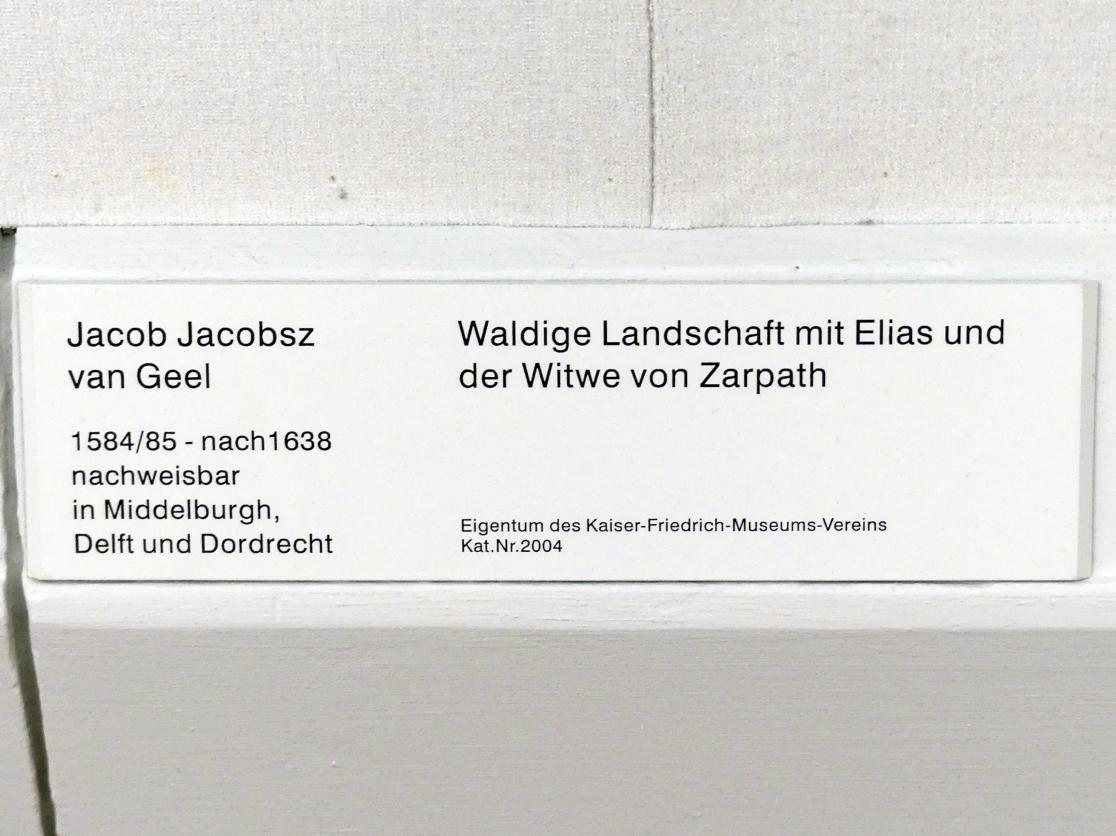 Jacob Jacobsz
van Geel
1584/85 - nach1638
nachweisbar
in Middelburgh,
Delft und Dordrecht
Waldige Landschaft mit Elias und
der Witwe von Zarpath
Eigentum des Kaiser-Friedrich-Museums-Vereins
Kat.Nr.2004